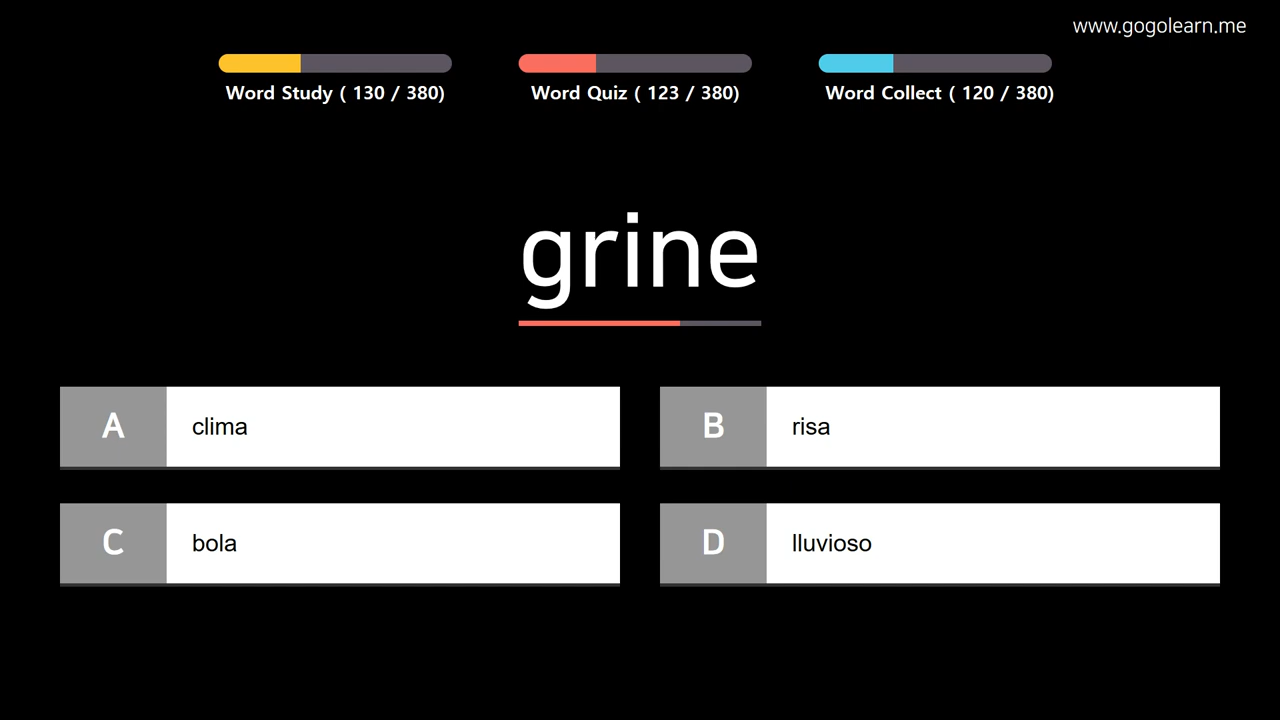 www.gogolearn.me
Word Study ( 130 / 380)
Word Quiz ( 123 / 380)
Word Collect ( 120 / 380)
grine
A
clima
B
risa
C
bola
D
lluvioso